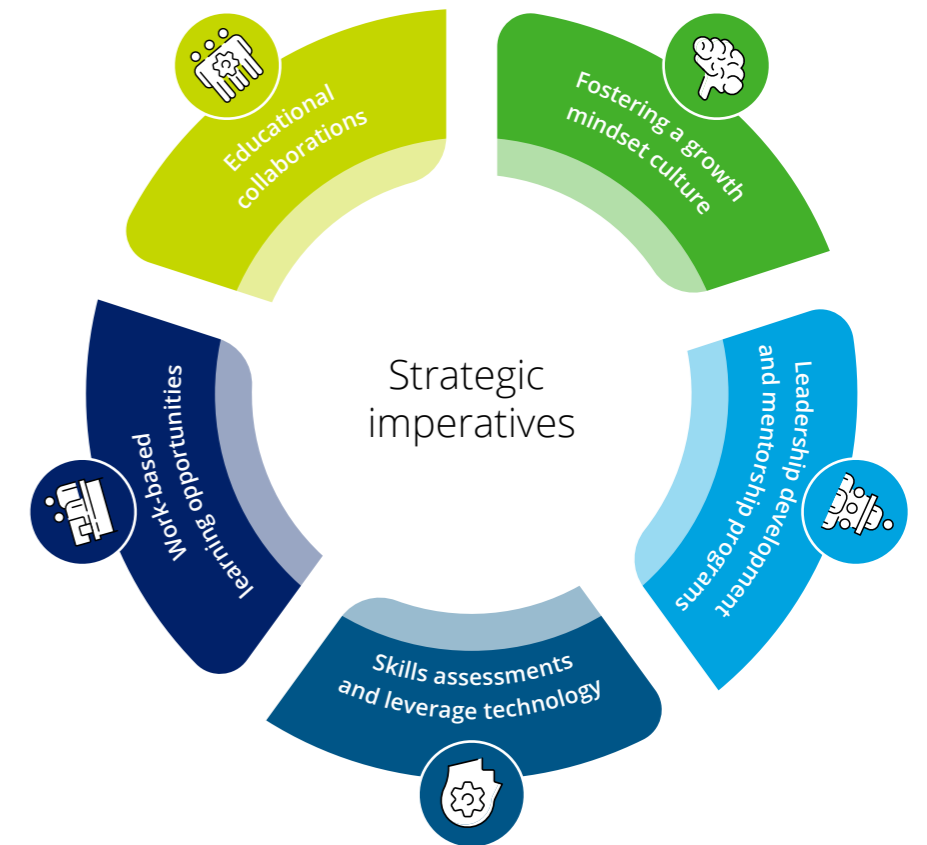 Strategic
imperatives
Fostering a growth
mindset culture
Leadership development
and mentorship programs
Skills assessments
and leverage technology
Work-based
learning opportunities
Educational
collaborations